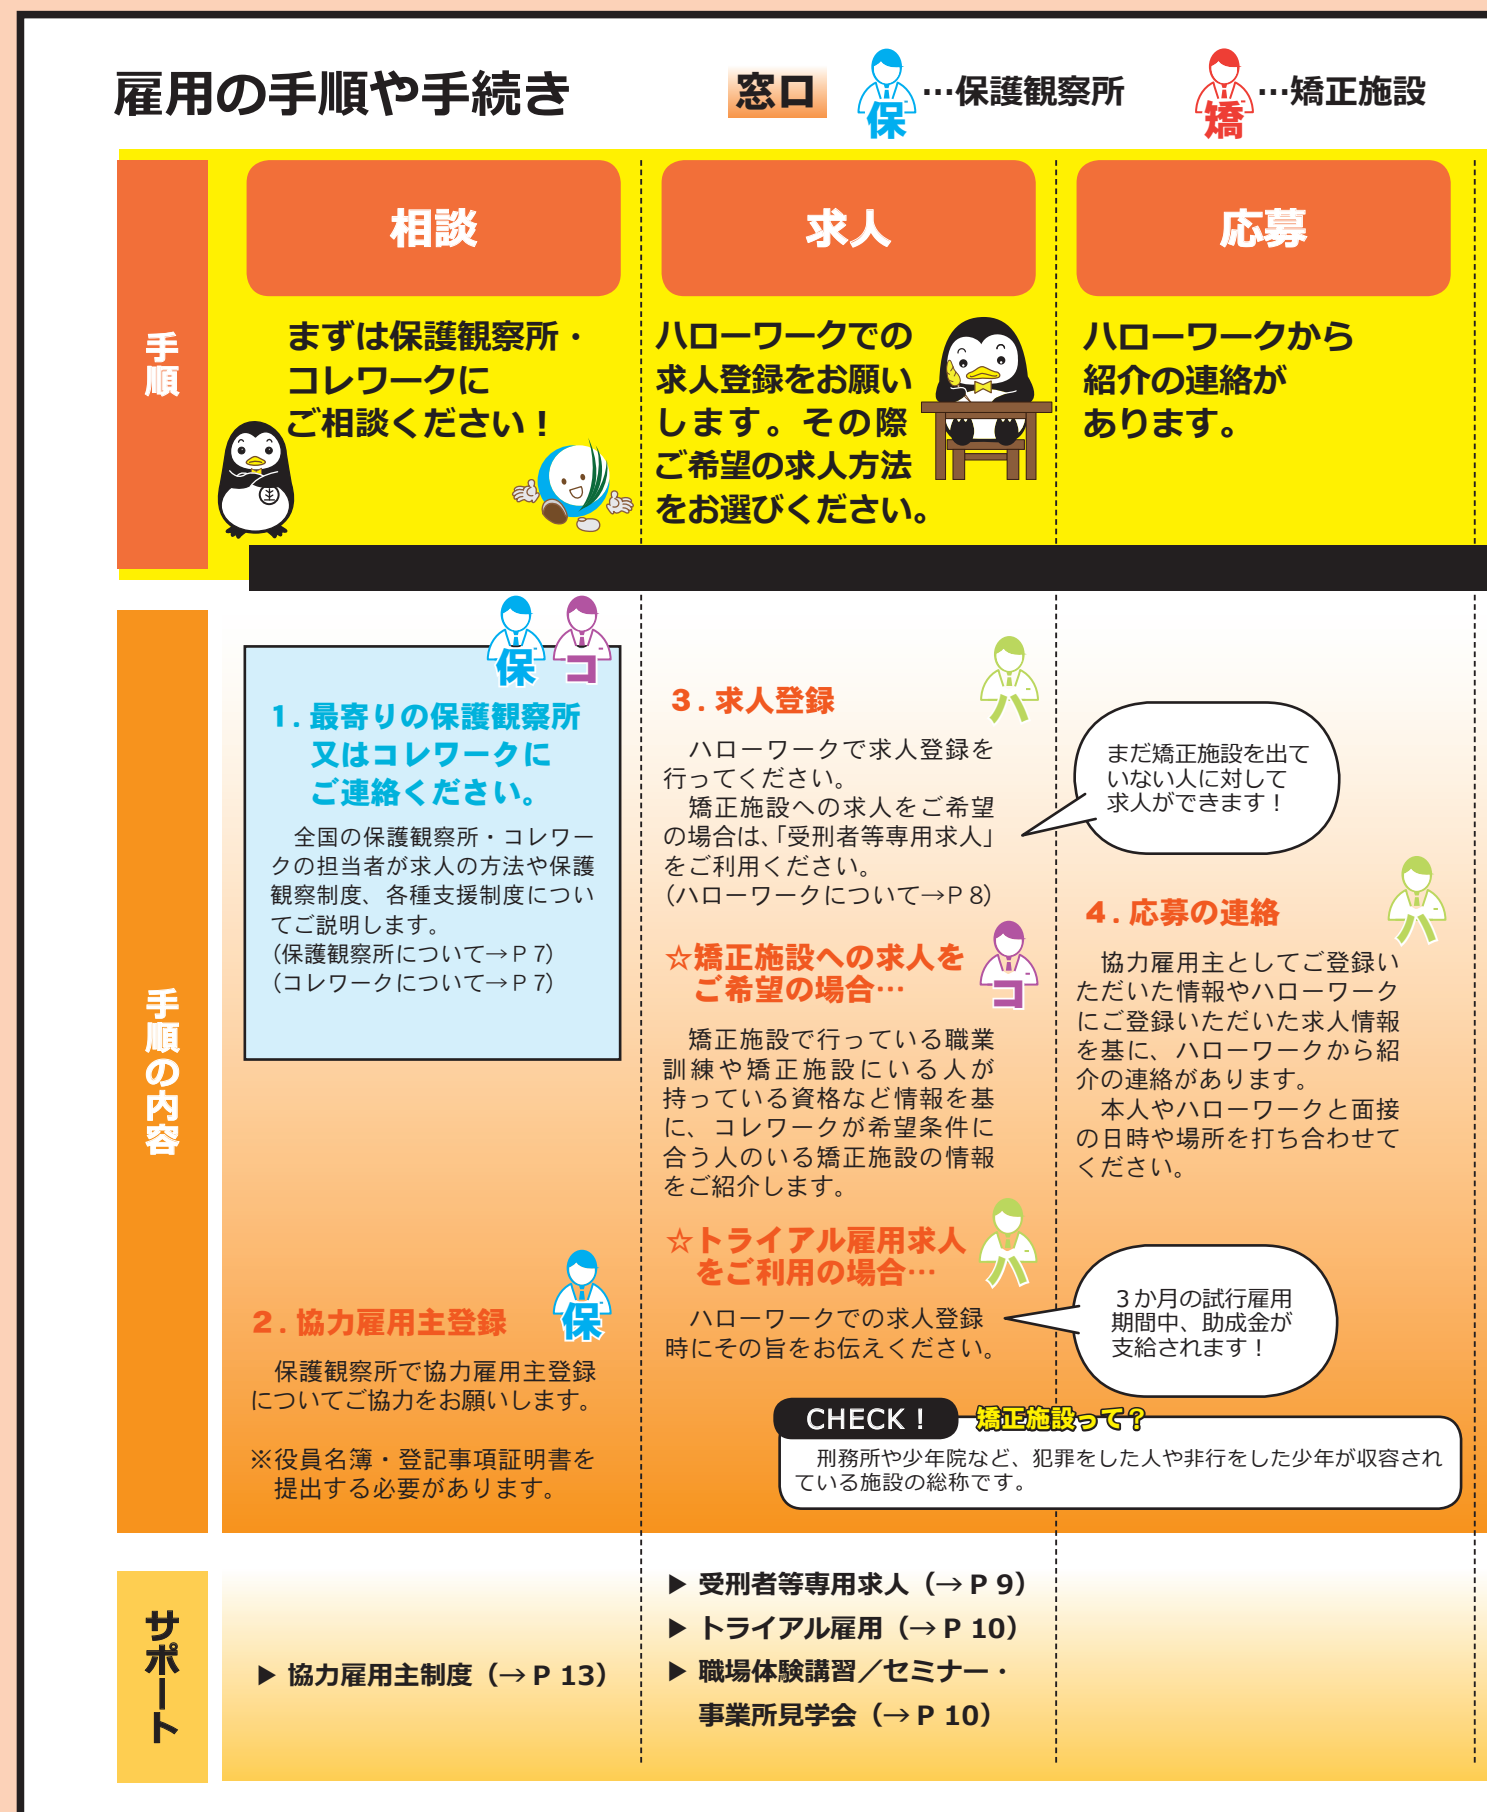 雇用の手順や手続き
窓口
保
…保護観察所
矯
…矯正施設
手順
相談
まずは保護観察所・
コレワークに
ご相談ください！
求人
ハローワークでの
求人登録をお願い
します。その際
ご希望の求人方法
をお選びください。
応募
ハローワークから
紹介の連絡が
あります。
手順の内容
保
コ
1. 最寄りの保護観察所
又はコレワークに
ご連絡ください。
全国の保護観察所・コレワー
クの担当者が求人の方法や保護
観察制度、各種支援制度につい
てご説明します。
（保護観察所について→P 7）
（コレワークについて→P 7）
保
2. 協力雇用主登録
保護観察所で協力雇用主登録
についてご協力をお願いします。
※役員名簿・登記事項証明書を
提出する必要があります。
ハ
3. 求人登録
ハローワークで求人登録を
行ってください。
矯正施設への求人をご希望
の場合は、「受刑者等専用求人」
をご利用ください。
（ハローワークについて→P 8）
コ
☆矯正施設への求人を
ご希望の場合…
矯正施設で行っている職業
訓練や矯正施設にいる人が
持っている資格など情報を基
に、コレワークが希望条件に
合う人のいる矯正施設の情報
をご紹介します。
ハ
☆トライアル雇用求人
をご利用の場合…
ハローワークでの求人登録
時にその旨をお伝えください。
まだ矯正施設を出て
いない人に対して
求人ができます！
ハ
4. 応募の連絡
協力雇用主としてご登録い
ただいた情報やハローワーク
にご登録いただいた求人情報
を基に、ハローワークから紹
介の連絡があります。
本人やハローワークと面接
の日時や場所を打ち合わせて
ください。
３か月の試行雇用
期間中、助成金が
支給されます！
CHECK！ 矯正施設って？
刑務所や少年院など、犯罪をした人や非行をした少年が収容され
ている施設の総称です。
サポート
▶ 協力雇用主制度（→ P 13）
▶ 受刑者等専用求人（→ P 9）
▶ トライアル雇用（→ P 10）
▶ 職場体験講習／セミナー・
事業所見学会（→ P 10）